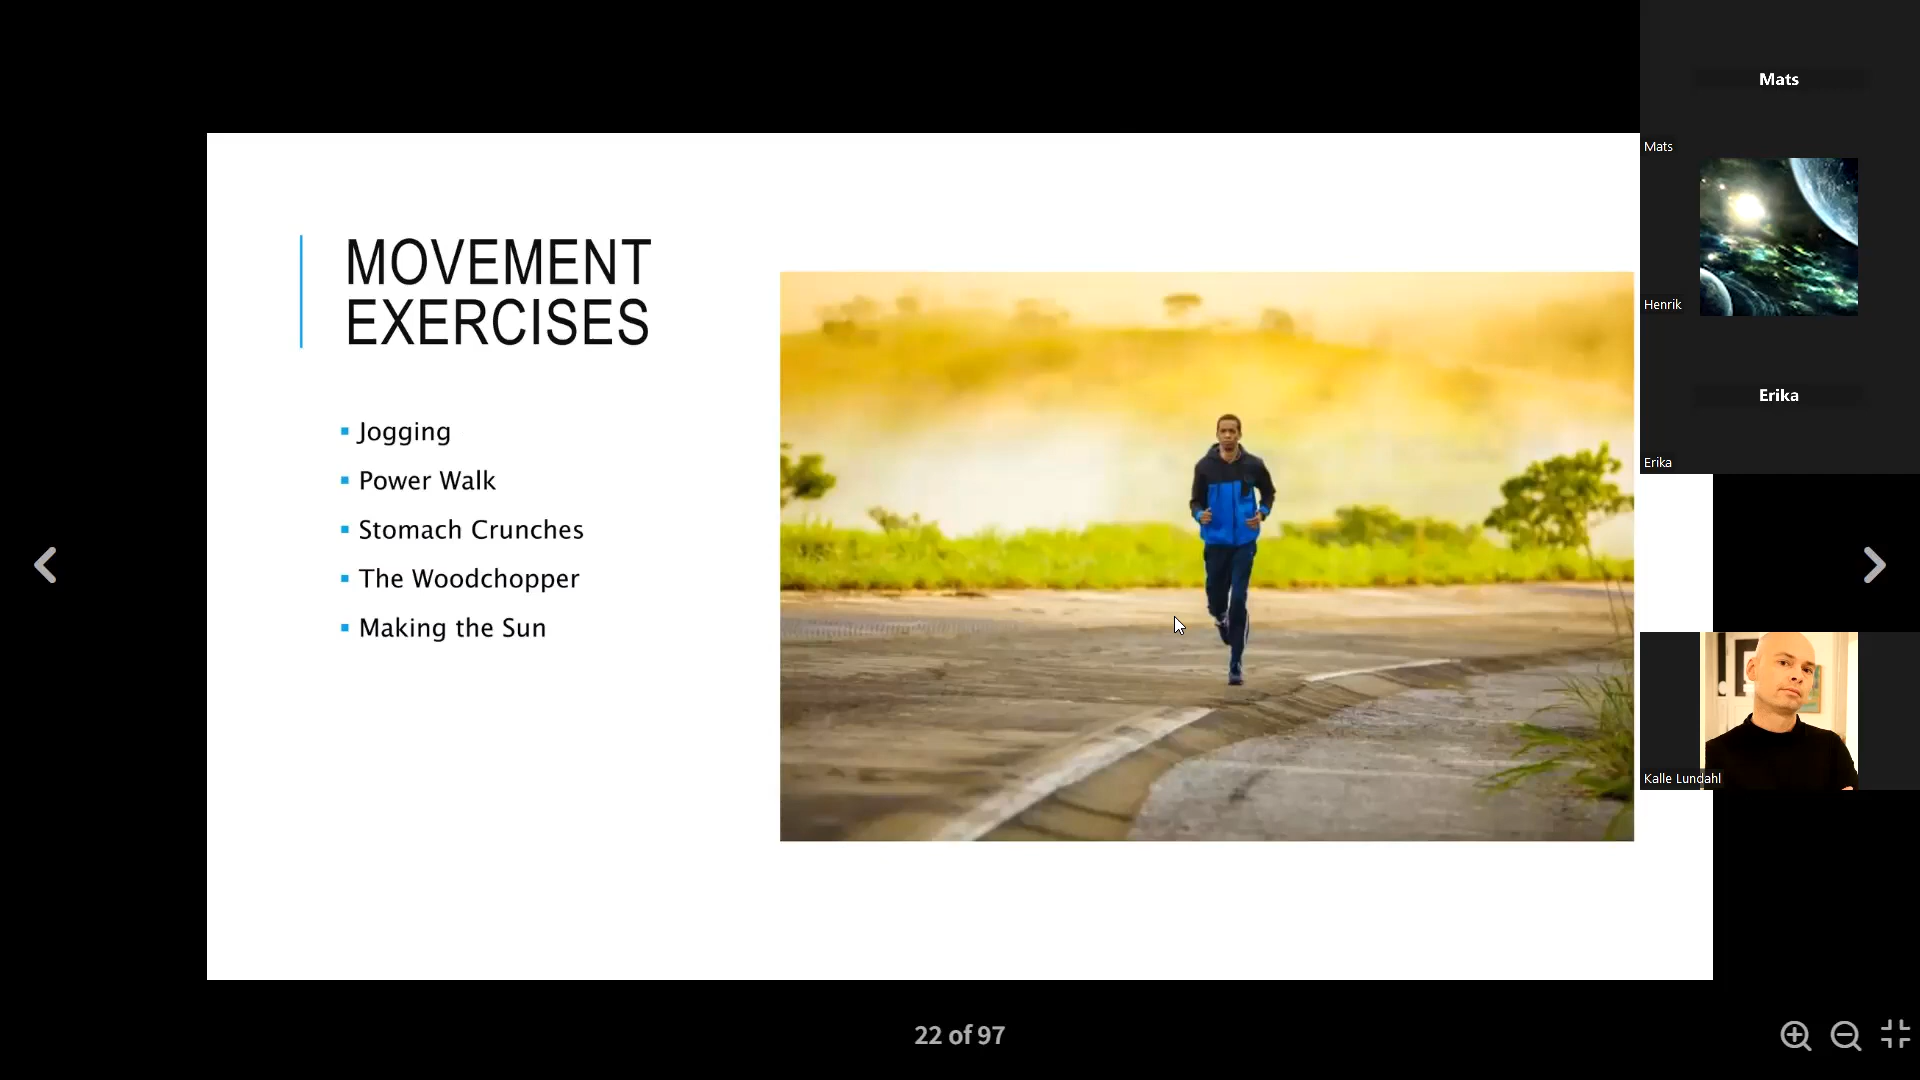 MOVEMENT
EXERCISES
Jogging
Power Walk
Stomach Crunches
The Woodchopper
Making the Sun
Mats
Mats
Henrik
Erika
Erika
Kalle Lundahl
22 of 97